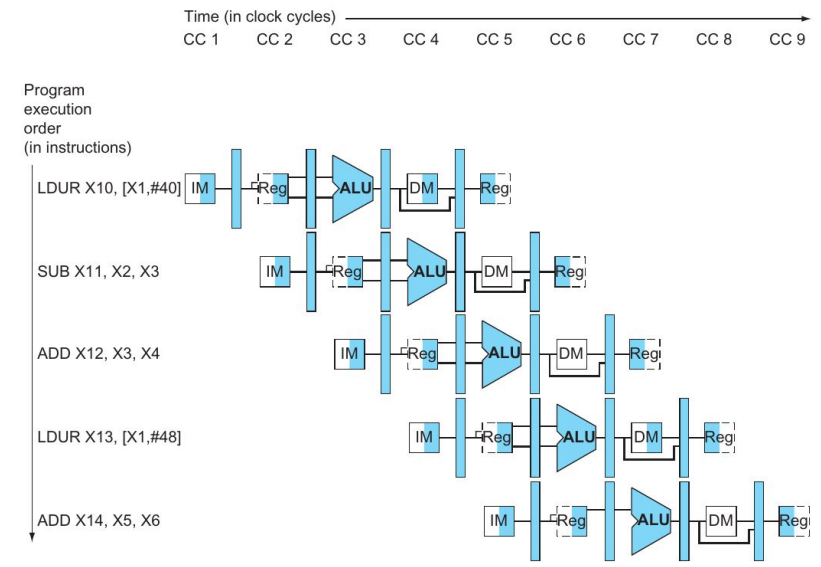 Time (in clock cycles)
CC 1 CC 2 CC 3 CC 4 CC 5 CC 6 CC 7 CC 8 CC 9
Program
execution
order
(in instructions)
LDUR X10, [X1,#40] IM Reg ALU DM Reg
SUB X11, X2, X3 IM Reg ALU DM Reg
ADD X12, X3, X4 IM Reg ALU DM Reg
LDUR X13, [X1,#48] IM Reg ALU DM Reg
ADD X14, X5, X6 IM Reg ALU DM Reg